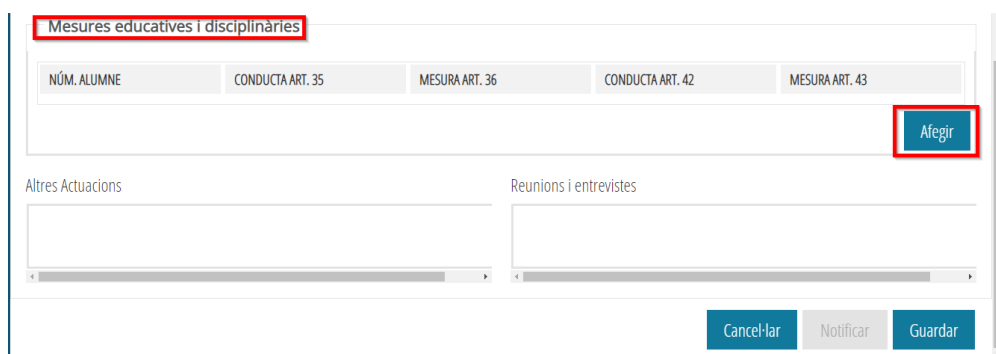 Mesures educatives i disciplinàries
NÚM. ALUMNE CONDUCTA ART. 35 MESURA ART. 36 CONDUCTA ART. 42 MESURA ART. 43
Afegir
Altres Actuacions Reunions i entrevistes
Cancel·lar Notificar Guardar